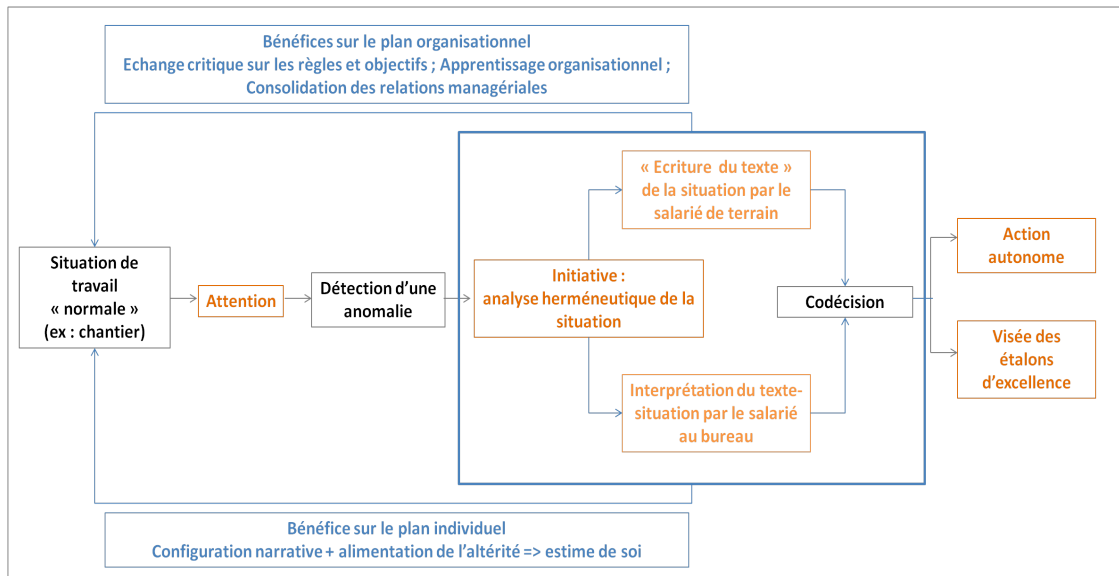 Bénéfices sur le plan organisationnel
Echange critique sur les règles et objectifs ; Apprentissage organisationnel ;
Consolidation des relations managériales
« Ecriture du texte »
de la situation par le
salarié de terrain
Situation de
travail
« normale »
(ex : chantier)
Attention
Détection d'une
anomalie
Initiative :
analyse herméneutique de la
situation
Codécision
Action
autonome
Visée des
étalons
d'excellence
Interprétation du texte-
situation par le salarié
au bureau
Bénéfice sur le plan individuel
Configuration narrative + alimentation de l'altérité => estime de soi